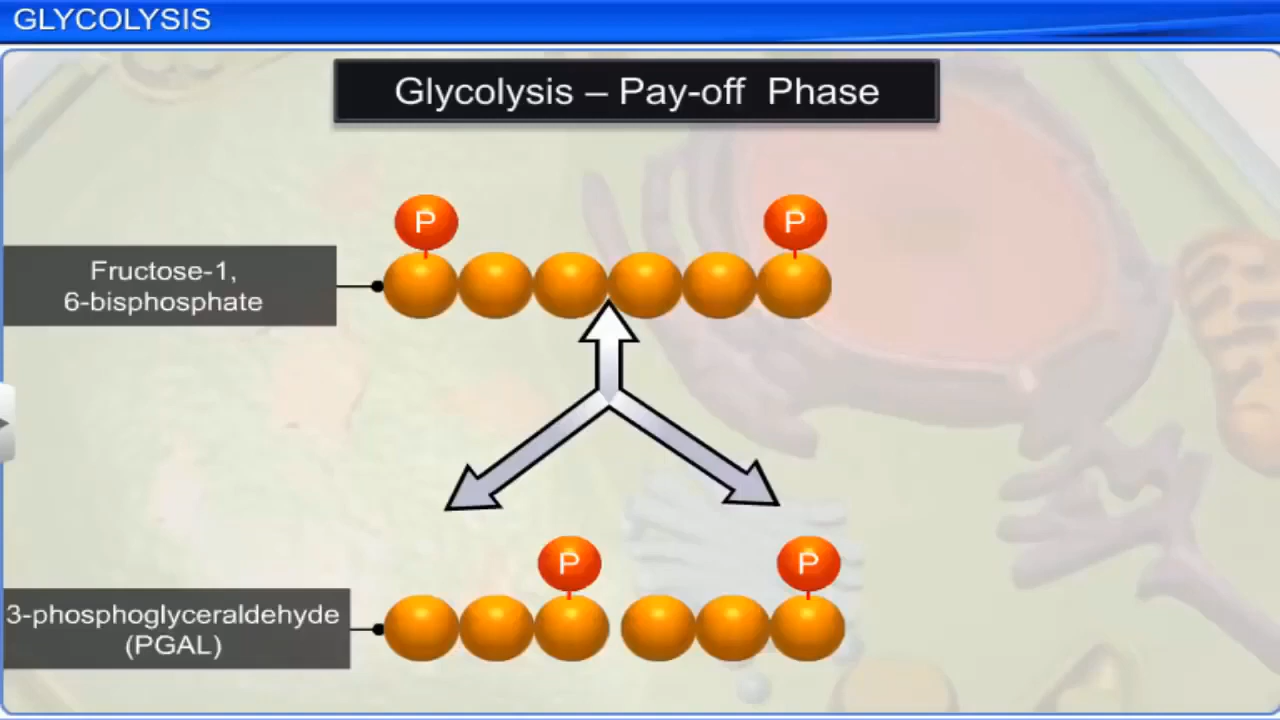 GLYCOLYSIS
Glycolysis – Pay-off Phase
P
P
Fructose-1,
6-bisphosphate
P
P
3-phosphoglyceraldehyde
(PGAL)